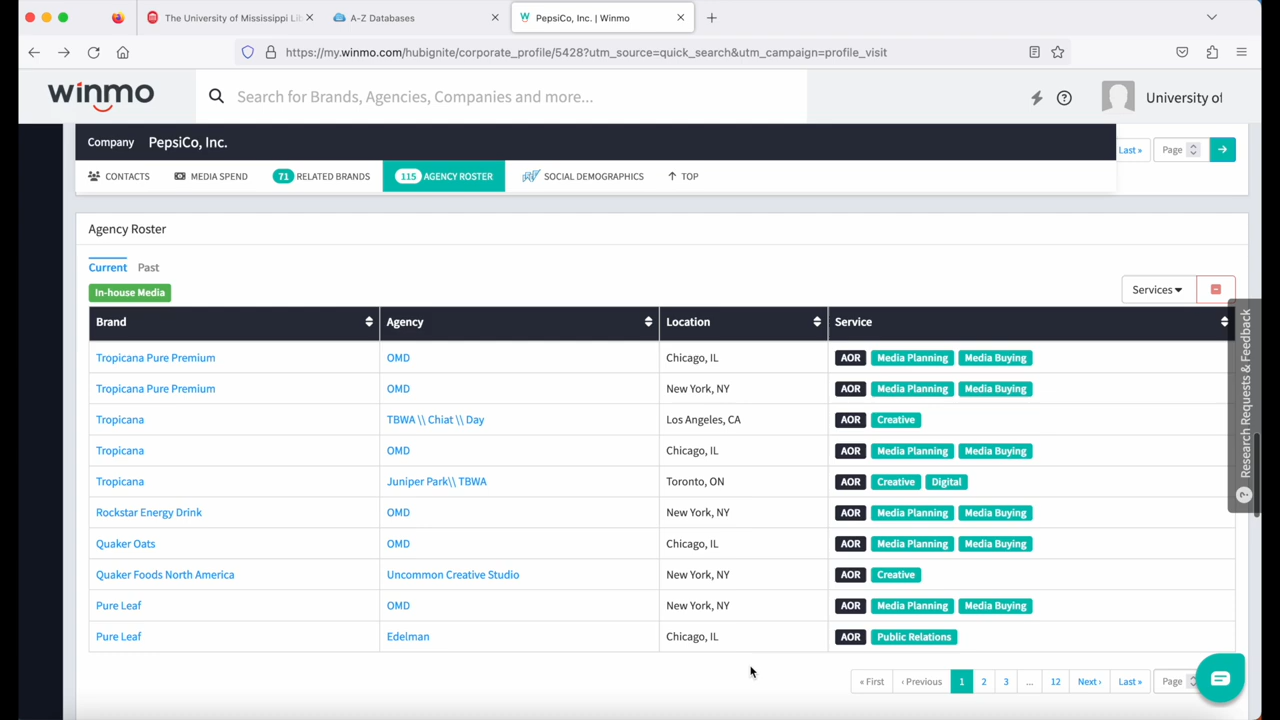 The University of Mississippi Lib
A-Z Databases
W PepsiCo, Inc. | Winmo
https://my.winmo.com/hubignite/corporate_profile/5428?utm_source=quick_search&utm_campaign=profile_visit
winmo
Search for Brands, Agencies, Companies and more...
University of
Company PepsiCo, Inc.
Last » Page
CONTACTS MEDIA SPEND 71 RELATED BRANDS 115 AGENCY ROSTER SOCIAL DEMOGRAPHICS TOP
Agency Roster
Current Past
In-house Media
Services
Brand Agency Location Service
Tropicana Pure Premium OMD Chicago, IL AOR Media Planning Media Buying
Tropicana Pure Premium OMD New York, NY AOR Media Planning Media Buying
Tropicana TBWA \\ Chiat \\ Day Los Angeles, CA AOR Creative
Tropicana OMD Chicago, IL AOR Media Planning Media Buying
Tropicana Juniper Park\\ TBWA Toronto, ON AOR Creative Digital
Rockstar Energy Drink OMD New York, NY AOR Media Planning Media Buying
Quaker Oats OMD Chicago, IL AOR Media Planning Media Buying
Quaker Foods North America Uncommon Creative Studio New York, NY AOR Creative
Pure Leaf OMD New York, NY AOR Media Planning Media Buying
Pure Leaf Edelman Chicago, IL AOR Public Relations
« First ‹ Previous 1 2 3 ... 12 Next › Last » Page
Research Requests & Feedback